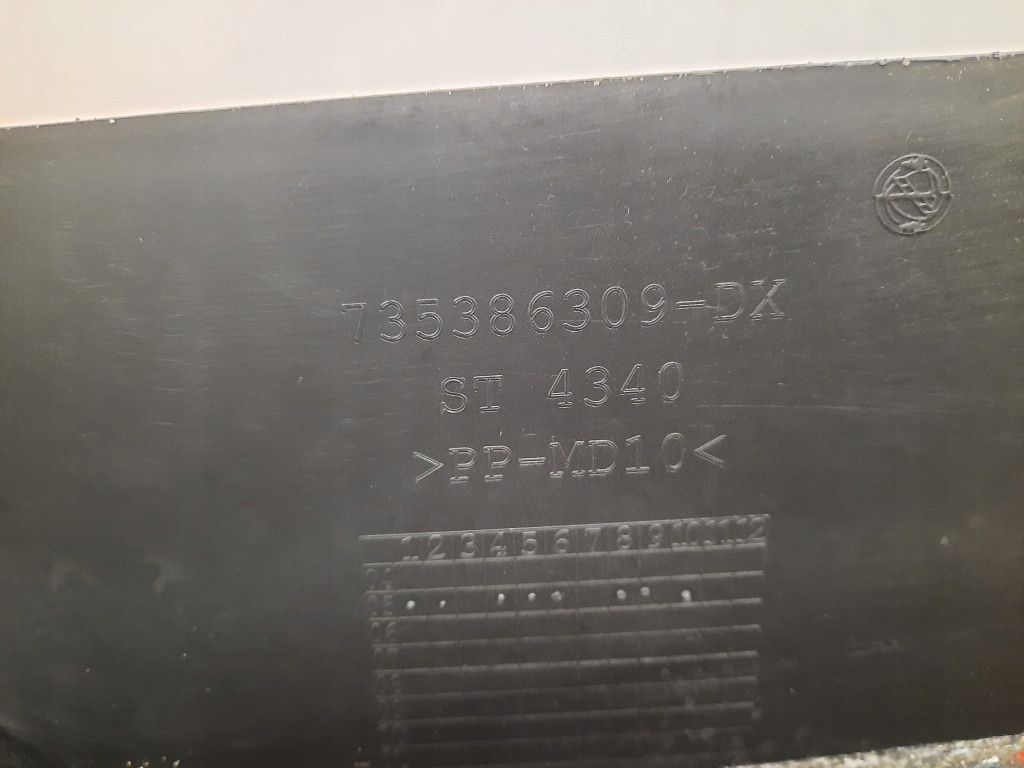 735386309-DX
ST 4340
>PP-MD10<
1 2 3 4 5 6 7 8 9 10 11 12